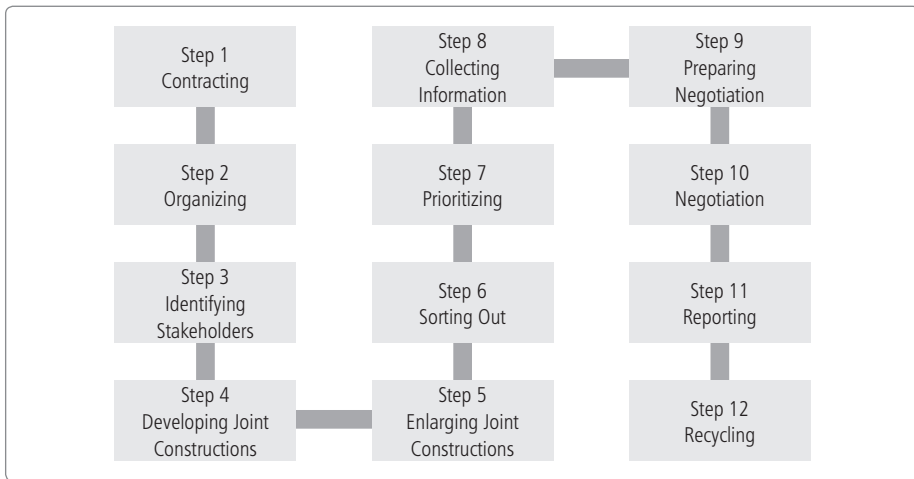 Step 1
Contracting
Step 2
Organizing
Step 3
Identifying
Stakeholders
Step 4
Developing Joint
Constructions
Step 5
Enlarging Joint
Constructions
Step 6
Sorting Out
Step 7
Prioritizing
Step 8
Collecting
Information
Step 9
Preparing
Negotiation
Step 10
Negotiation
Step 11
Reporting
Step 12
Recycling